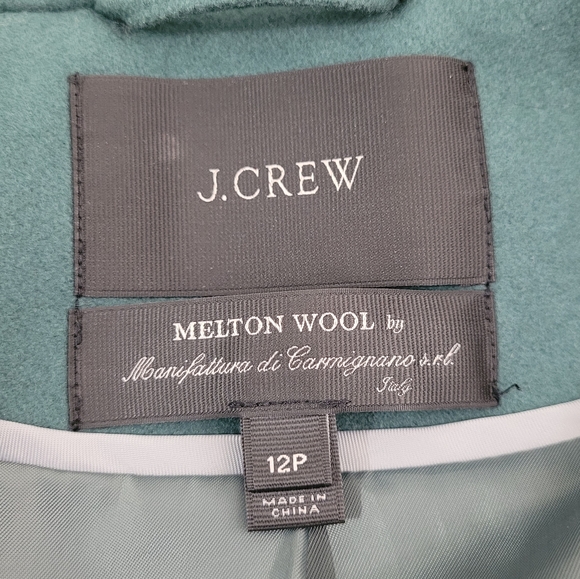 J.CREW
MELTON WOOL by
Manifattura di Carmignano s.r.l.
Italy
12P
MADE IN
CHINA